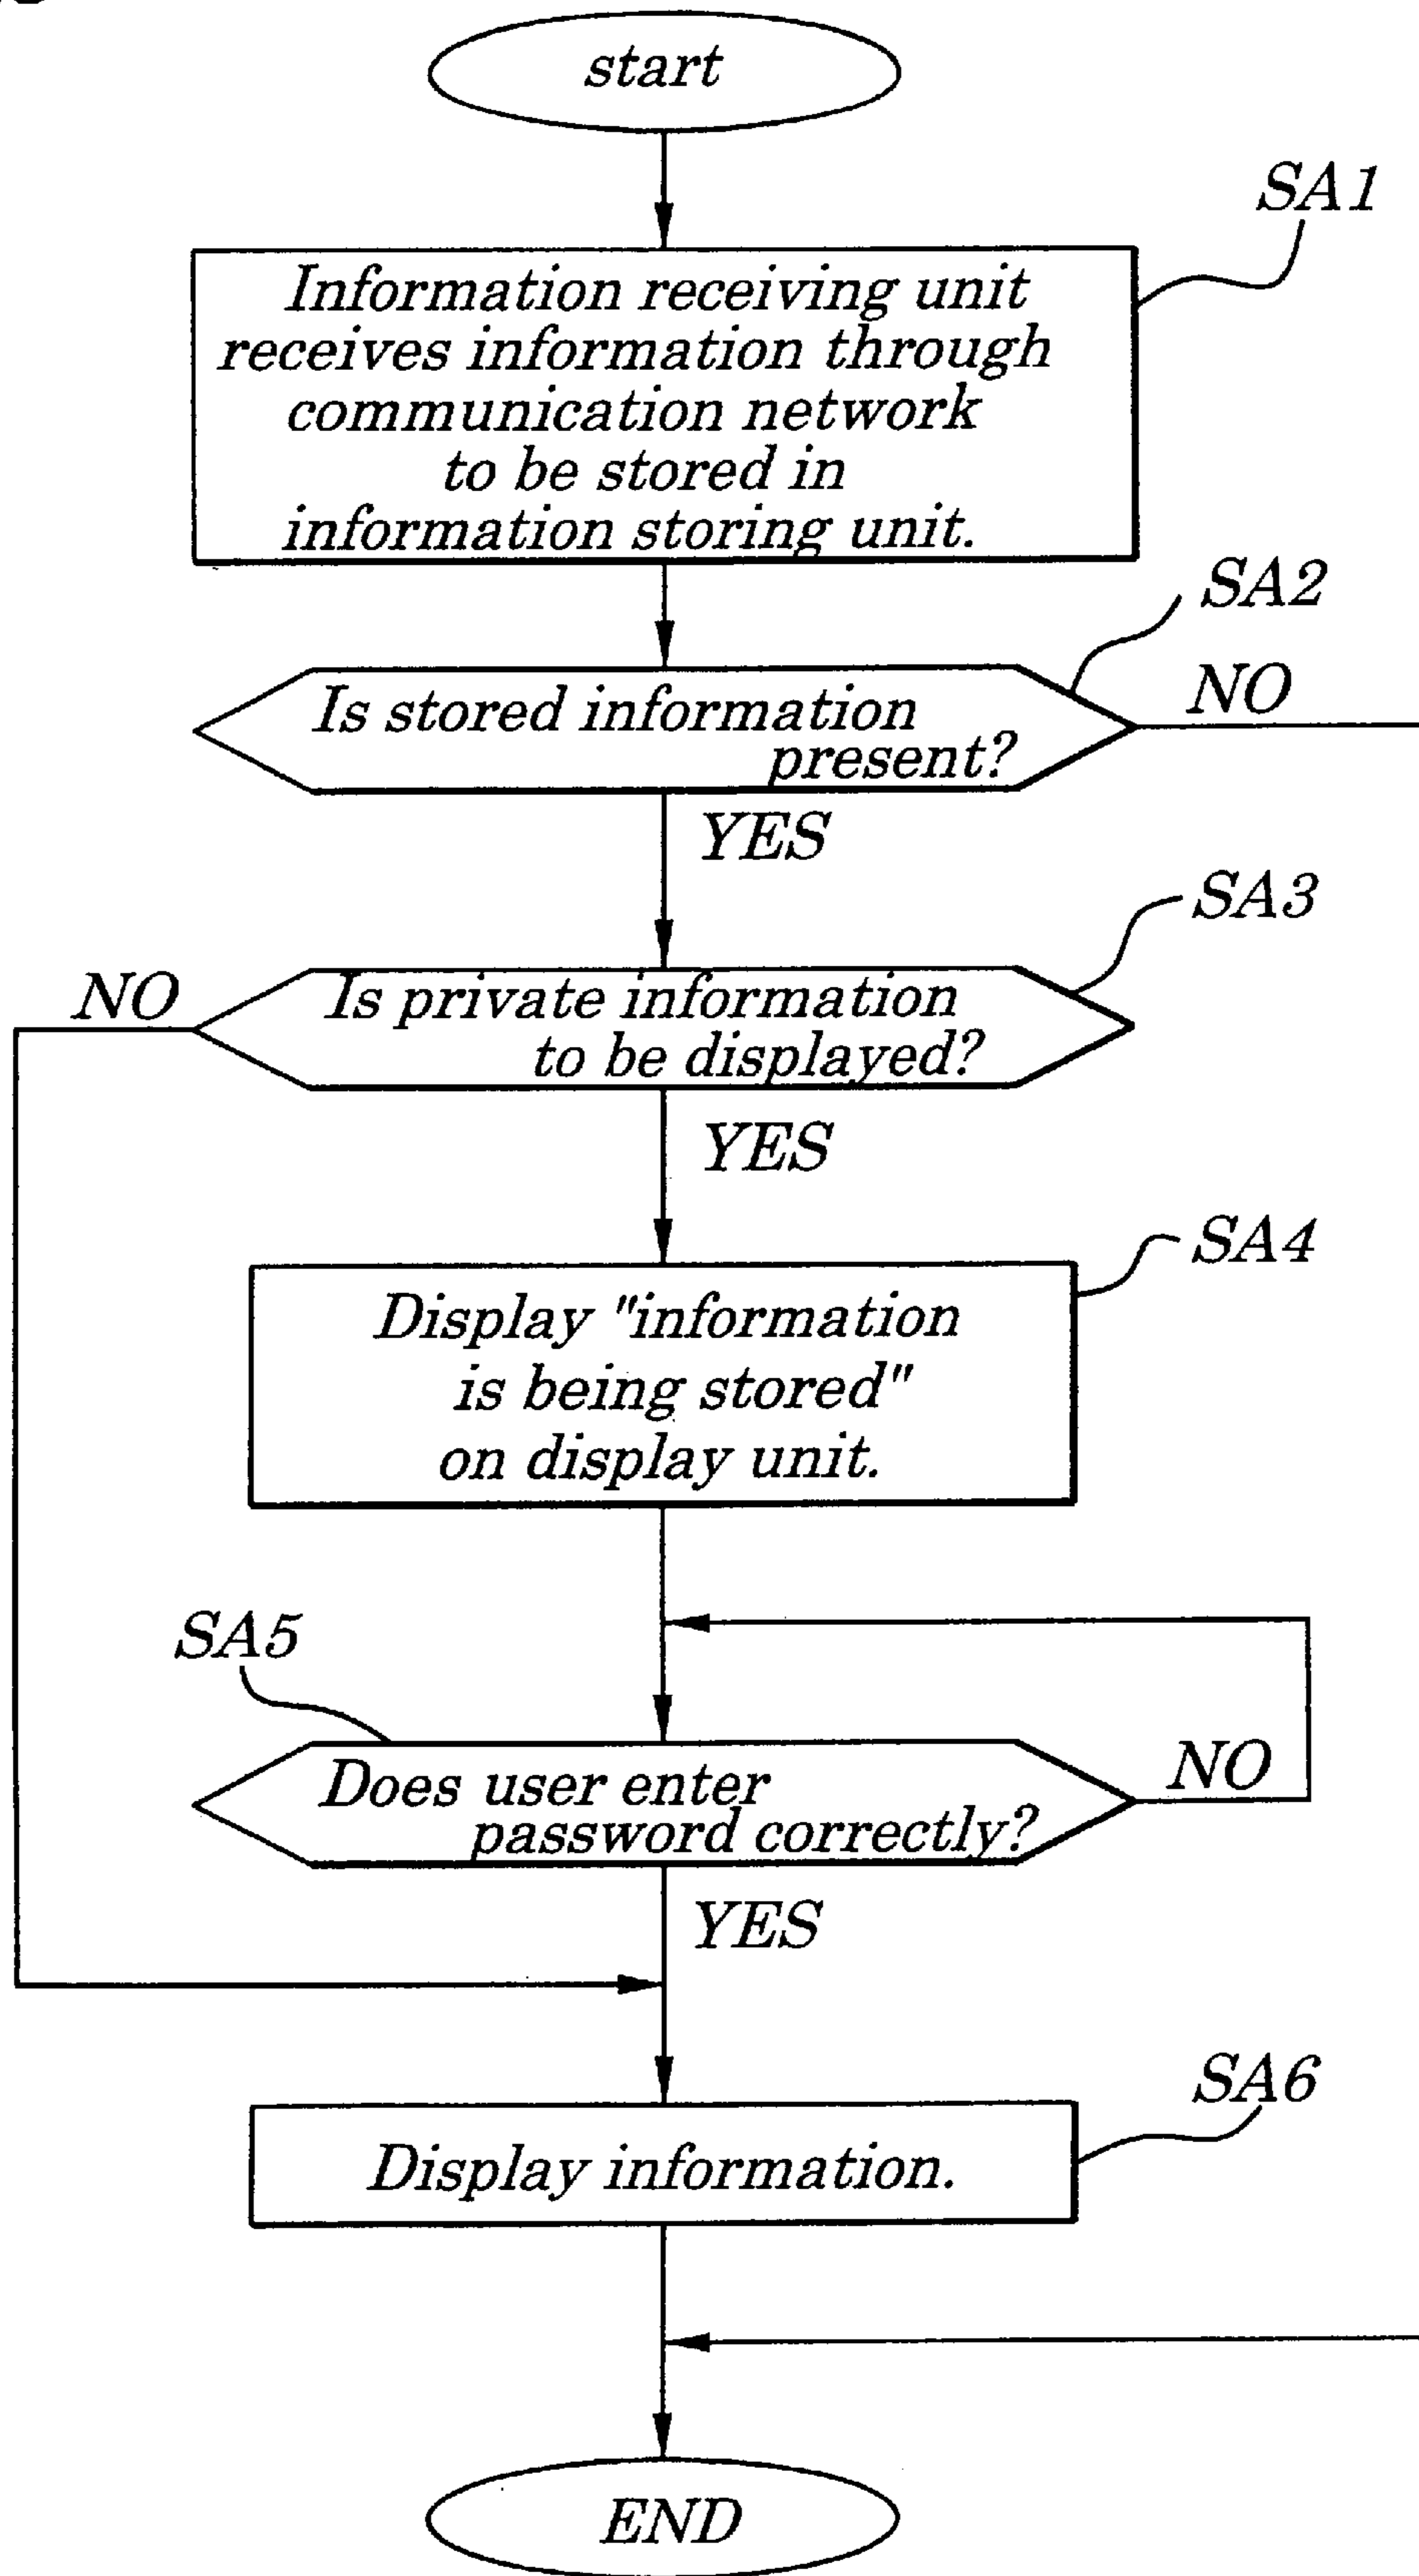 start
SA1
Information receiving unit
receives information through
communication network
to be stored in
information storing unit.
SA2
Is stored information
present?
NO
YES
SA3
NO
Is private information
to be displayed?
YES
SA4
Display "information
is being stored"
on display unit.
SA5
Does user enter
password correctly?
NO
YES
SA6
Display information.
END